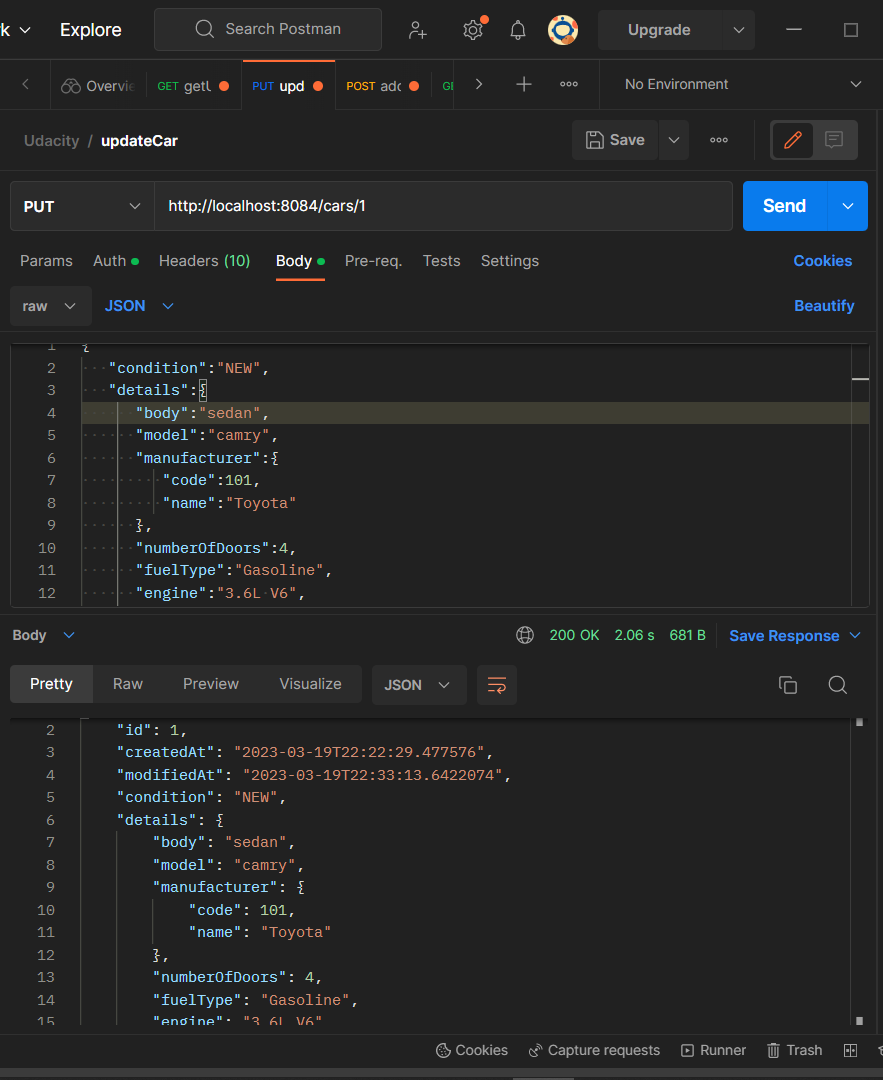 k Explore Search Postman Upgrade
Overvie GET getU PUT upd POST adc GE No Environment
Udacity / updateCar Save
PUT http://localhost:8084/cars/1 Send
Params Auth Headers (10) Body Pre-req. Tests Settings Cookies
raw JSON Beautify
1 {
2 "condition":"NEW",
3 "details":{
4 "body":"sedan",
5 "model":"camry",
6 "manufacturer":{
7 "code":101,
8 "name":"Toyota"
9 },
10 "numberOfDoors":4,
11 "fuelType":"Gasoline",
12 "engine":"3.6L V6",
Body 200 OK 2.06 s 681 B Save Response
Pretty Raw Preview Visualize JSON
2 "id": 1,
3 "createdAt": "2023-03-19T22:22:29.477576",
4 "modifiedAt": "2023-03-19T22:33:13.6422074",
5 "condition": "NEW",
6 "details": {
7 "body": "sedan",
8 "model": "camry",
9 "manufacturer": {
10 "code": 101,
11 "name": "Toyota"
12 },
13 "numberOfDoors": 4,
14 "fuelType": "Gasoline",
15 "engine": "3.6L V6"
Cookies Capture requests Runner Trash